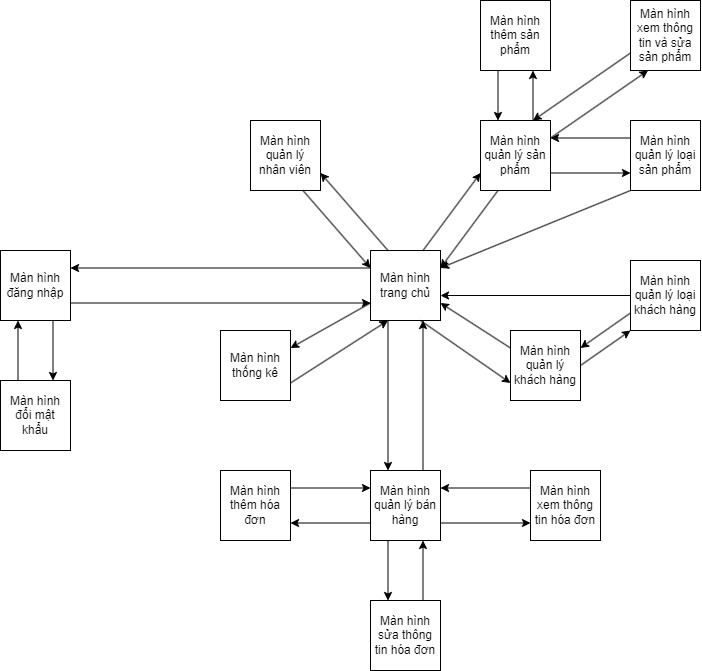 Màn hình
thêm sản
phẩm
Màn hình
xem thông
tin và sửa
sản phẩm
Màn hình
quản lý
nhân viên
Màn hình
quản lý sản
phẩm
Màn hình
quản lý loại
sản phẩm
Màn hình
đăng nhập
Màn hình
trang chủ
Màn hình
quản lý loại
khách hàng
Màn hình
thống kê
Màn hình
quản lý
khách hàng
Màn hình
đổi mật
khẩu
Màn hình
thêm hóa
đơn
Màn hình
quản lý bán
hàng
Màn hình
xem thông
tin hóa đơn
Màn hình
sửa thông
tin hóa đơn